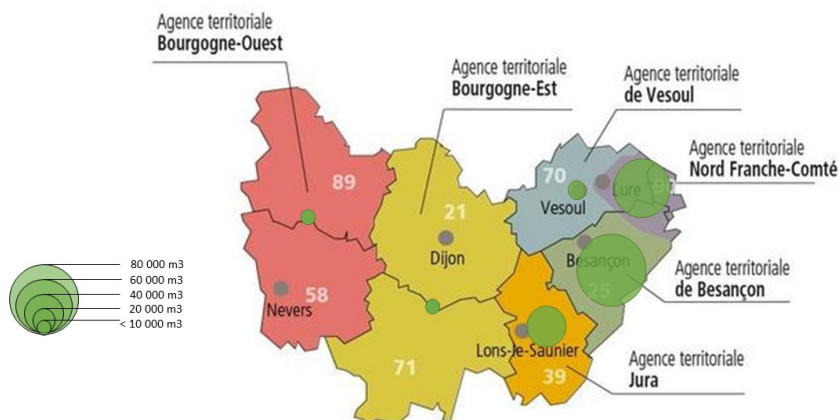 Agence territoriale
Bourgogne-Ouest
Agence territoriale
Bourgogne-Est
Agence territoriale
de Vesoul
Agence territoriale
Nord Franche-Comté
89
70
Lure
21
Vesoul
Dijon
Besançon
Agence territoriale
de Besançon
80 000 m3
60 000 m3
40 000 m3
20 000 m3
< 10 000 m3
58
Nevers
25
Lons-le-Saunier
71
39
Agence territoriale
Jura